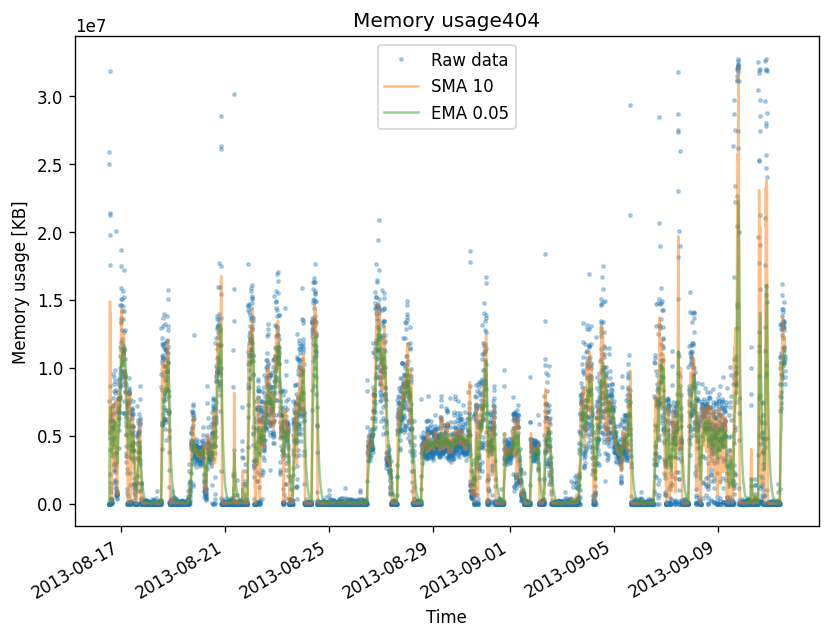 Memory usage404
1e7
Raw data
SMA 10
EMA 0.05
3.0
2.5
2.0
1.5
1.0
0.5
0.0
Memory usage [KB]
2013-08-17
2013-08-21
2013-08-25
2013-08-29
2013-09-01
2013-09-05
2013-09-09
Time